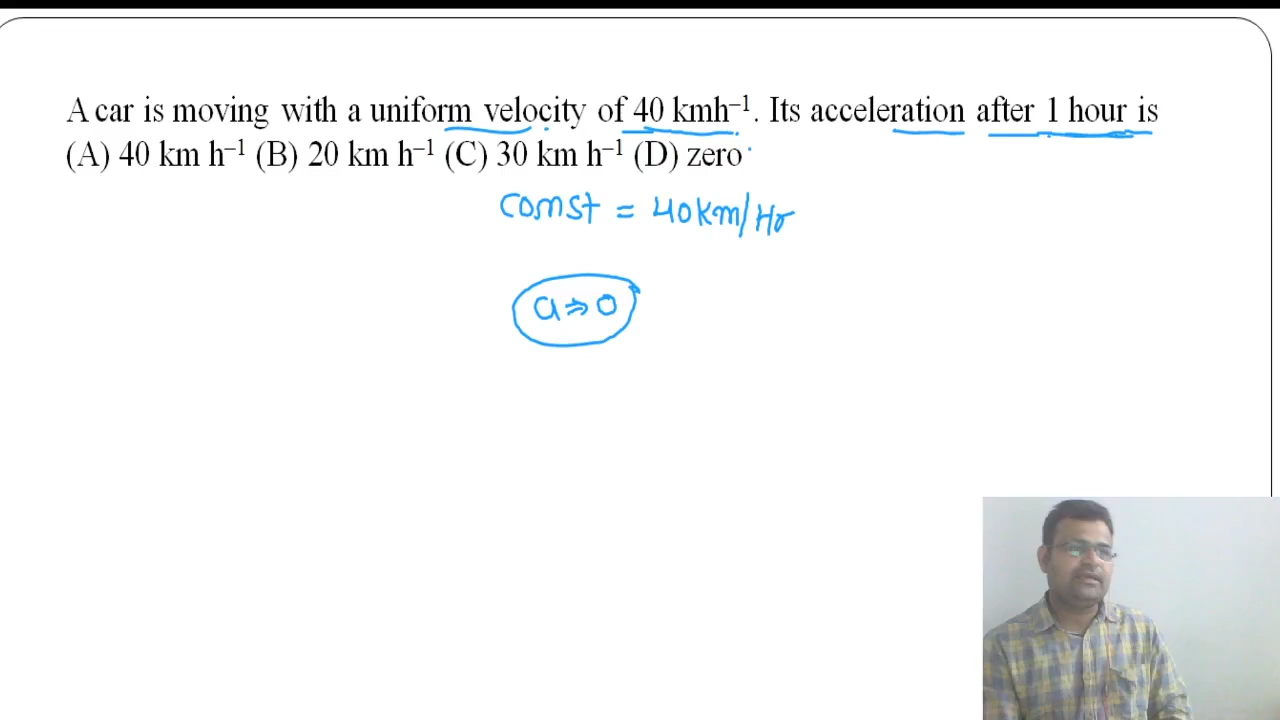 A car is moving with a uniform velocity of 40 kmh⁻¹. Its acceleration after 1 hour is
(A) 40 km h⁻¹ (B) 20 km h⁻¹ (C) 30 km h⁻¹ (D) zero
const = 40km/Hr
a ⇒ 0